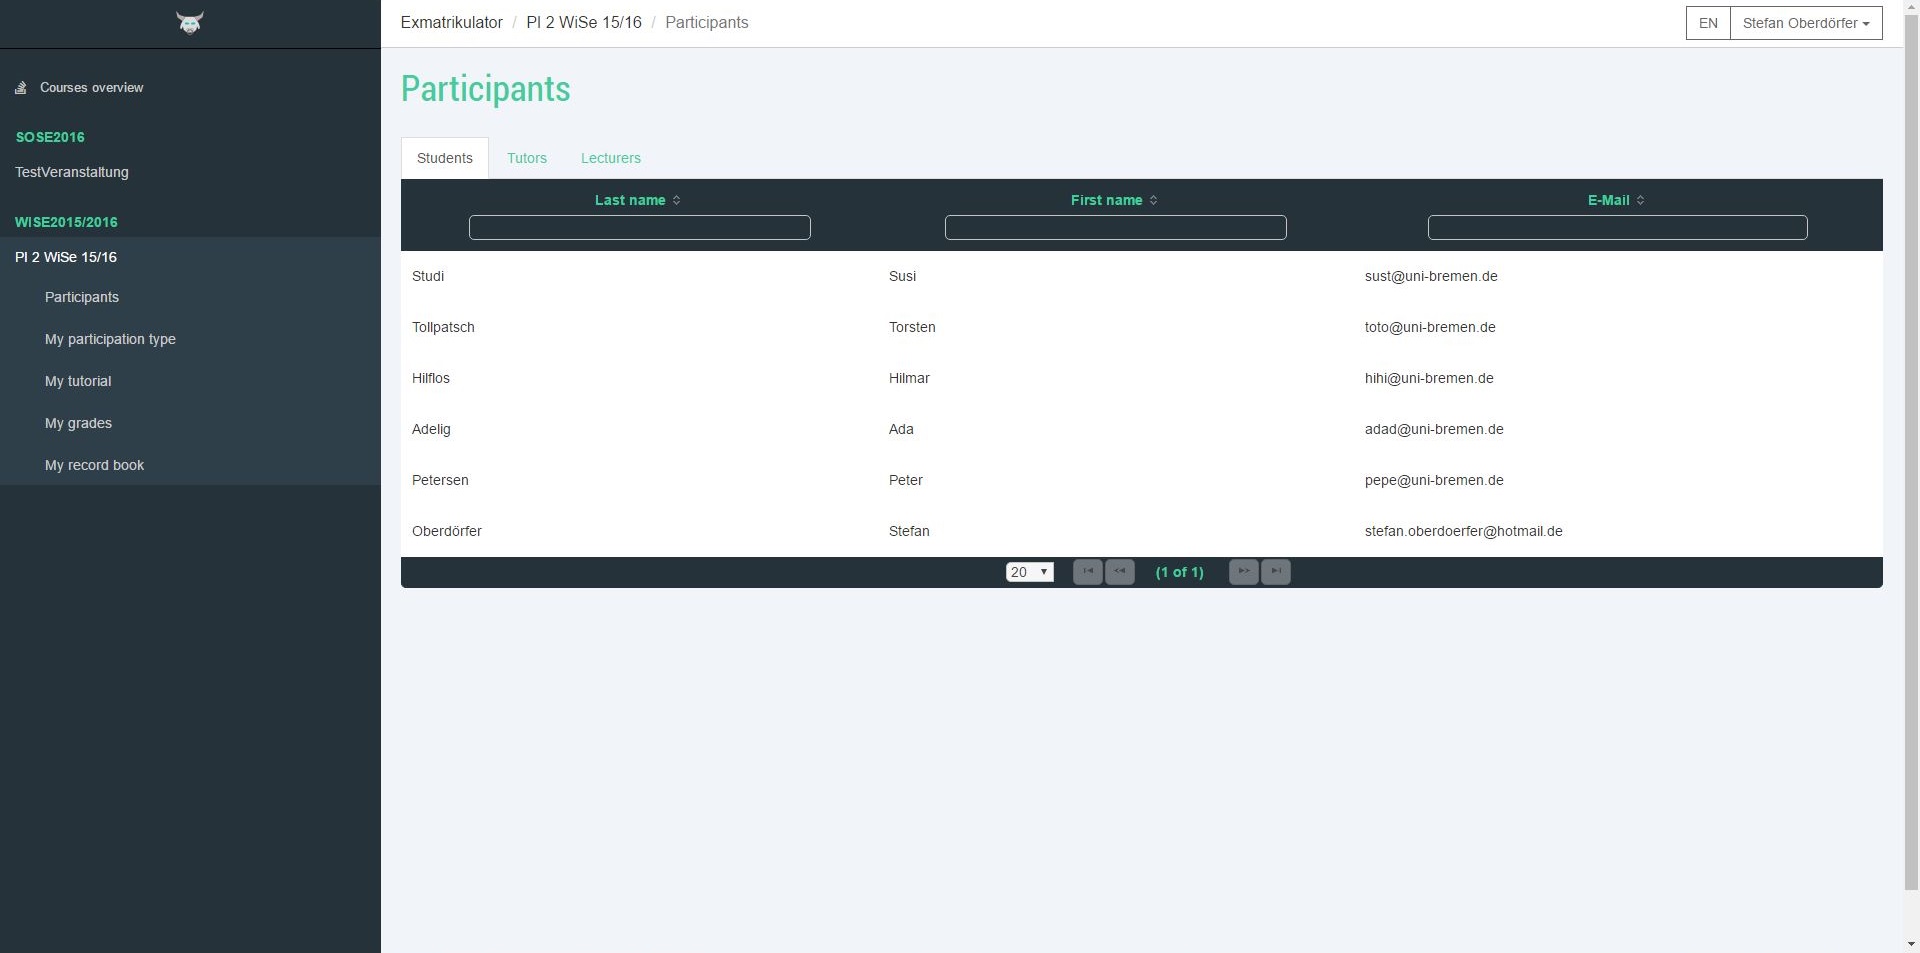 Exmatrikulator / PI 2 WiSe 15/16 / Participants
EN
Stefan Oberdörfer
Courses overview
SOSE2016
TestVeranstaltung
WISE2015/2016
PI 2 WiSe 15/16
Participants
My participation type
My tutorial
My grades
My record book
Participants
Students Tutors Lecturers
Last name First name E-Mail
Studi Susi sust@uni-bremen.de
Tollpatsch Torsten toto@uni-bremen.de
Hilflos Hilmar hihi@uni-bremen.de
Adelig Ada adad@uni-bremen.de
Petersen Peter pepe@uni-bremen.de
Oberdörfer Stefan stefan.oberdoerfer@hotmail.de
20 (1 of 1)